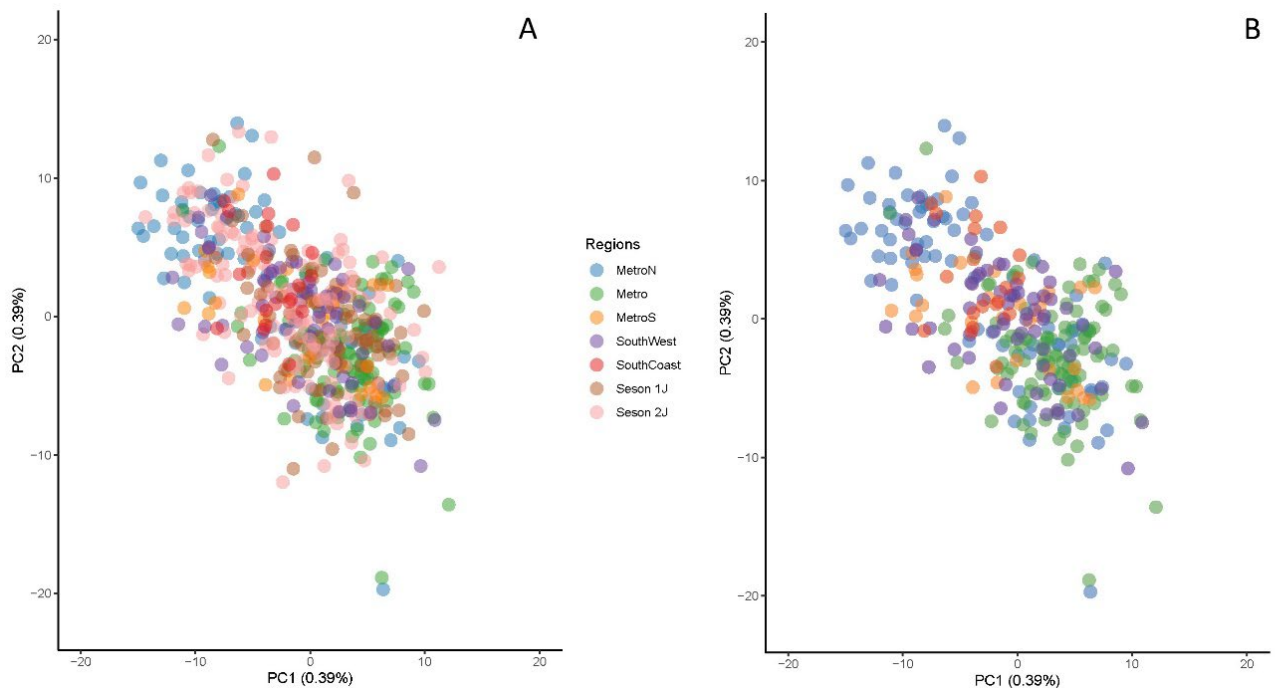 A
20
10
0
−10
−20
PC2 (0.39%)
−20
−10
0
10
20
PC1 (0.39%)
Regions
MetroN
Metro
MetroS
SouthWest
SouthCoast
Seson 1J
Seson 2J
B
20
10
0
−10
−20
PC2 (0.39%)
−20
−10
0
10
20
PC1 (0.39%)